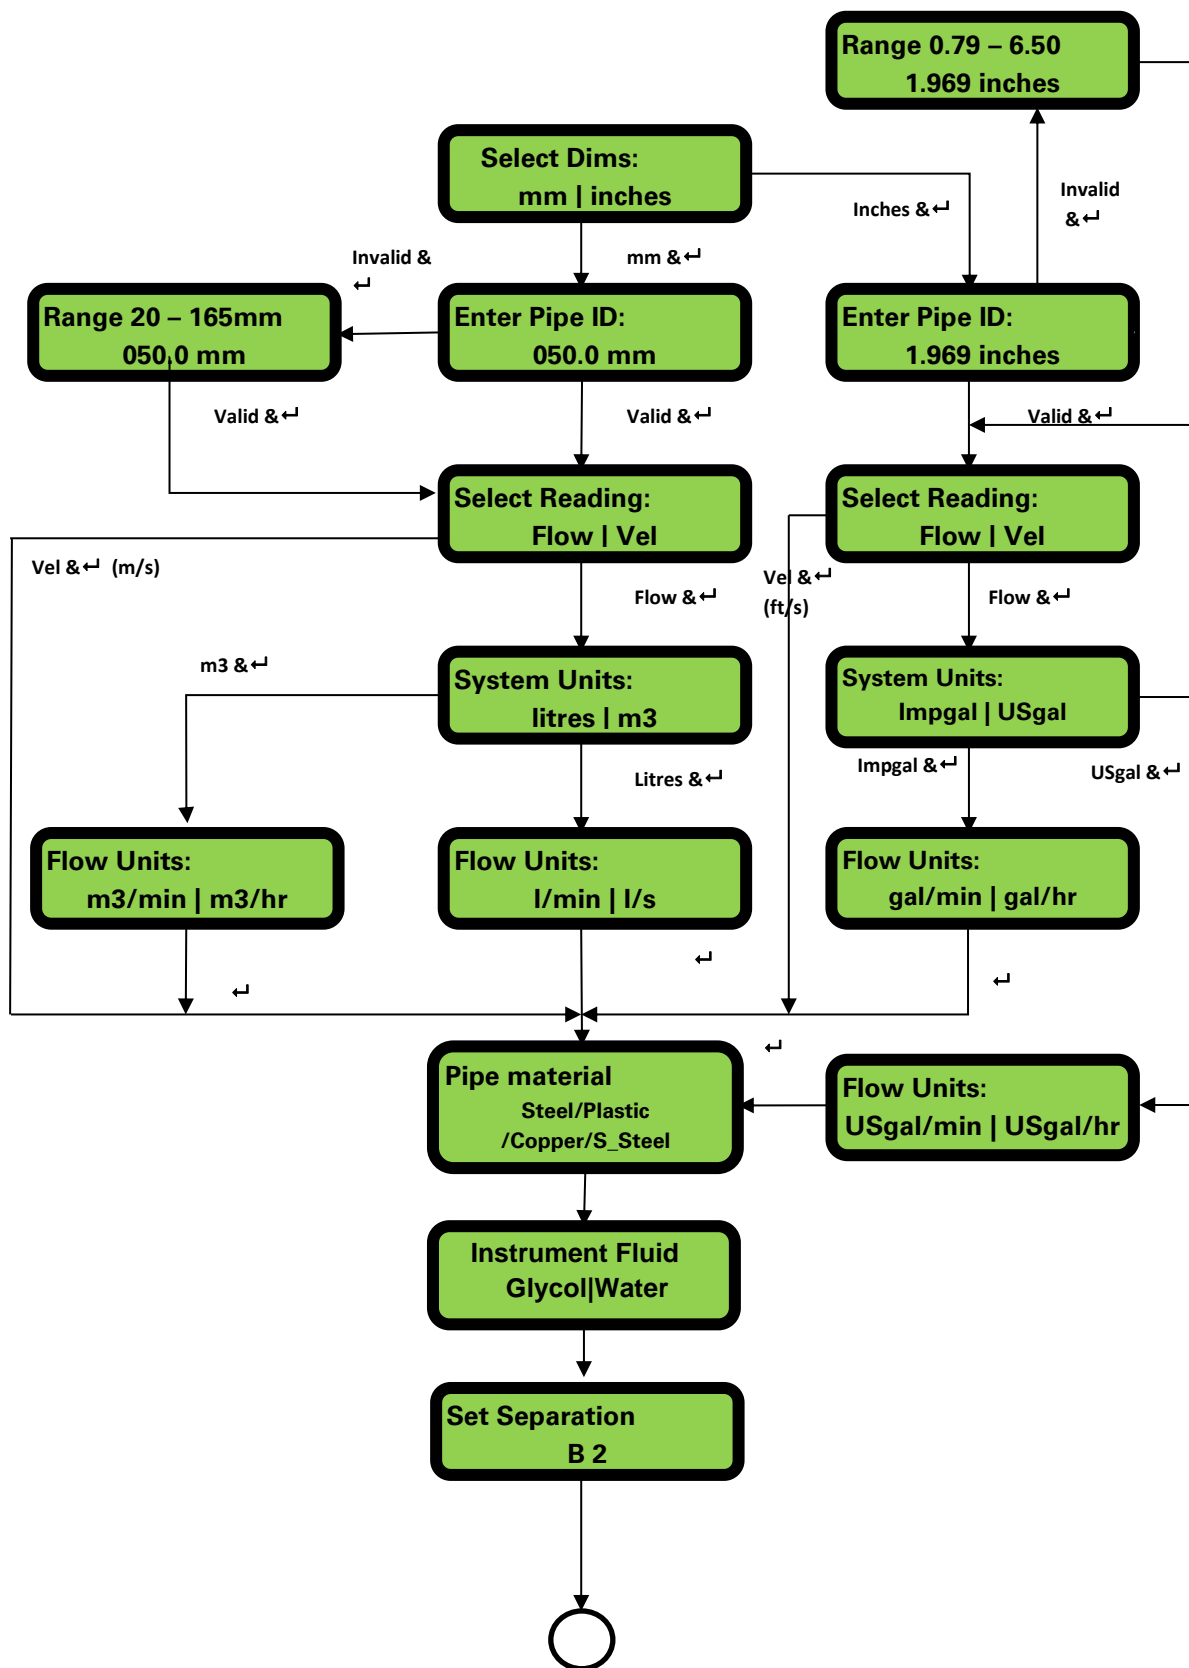 Range 0.79 – 6.50
1.969 inches
Select Dims:
mm | inches
Inches &↵
Invalid
&↵
Invalid &
↵
mm &↵
Range 20 – 165mm
050.0 mm
Enter Pipe ID:
050.0 mm
Enter Pipe ID:
1.969 inches
Valid &↵
Valid &↵
Valid &↵
Select Reading:
Flow | Vel
Select Reading:
Flow | Vel
Vel &↵ (m/s)
Flow &↵
Vel &↵
(ft/s)
Flow &↵
m3 &↵
System Units:
litres | m3
System Units:
Impgal | USgal
Litres &↵
Impgal &↵
USgal &↵
Flow Units:
m3/min | m3/hr
Flow Units:
l/min | l/s
Flow Units:
gal/min | gal/hr
↵
↵
↵
↵
Pipe material
Steel/Plastic
/Copper/S_Steel
Flow Units:
USgal/min | USgal/hr
Instrument Fluid
Glycol|Water
Set Separation
B 2